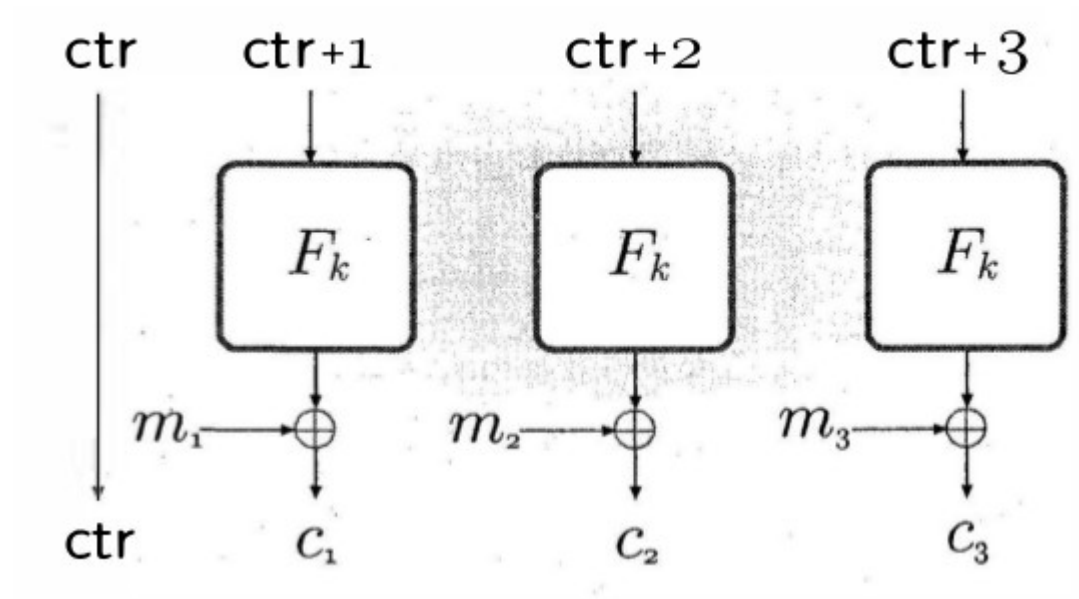 ctr ctr+1 ctr+2 ctr+3
F_k F_k F_k
m_1 m_2 m_3
ctr c_1 c_2 c_3